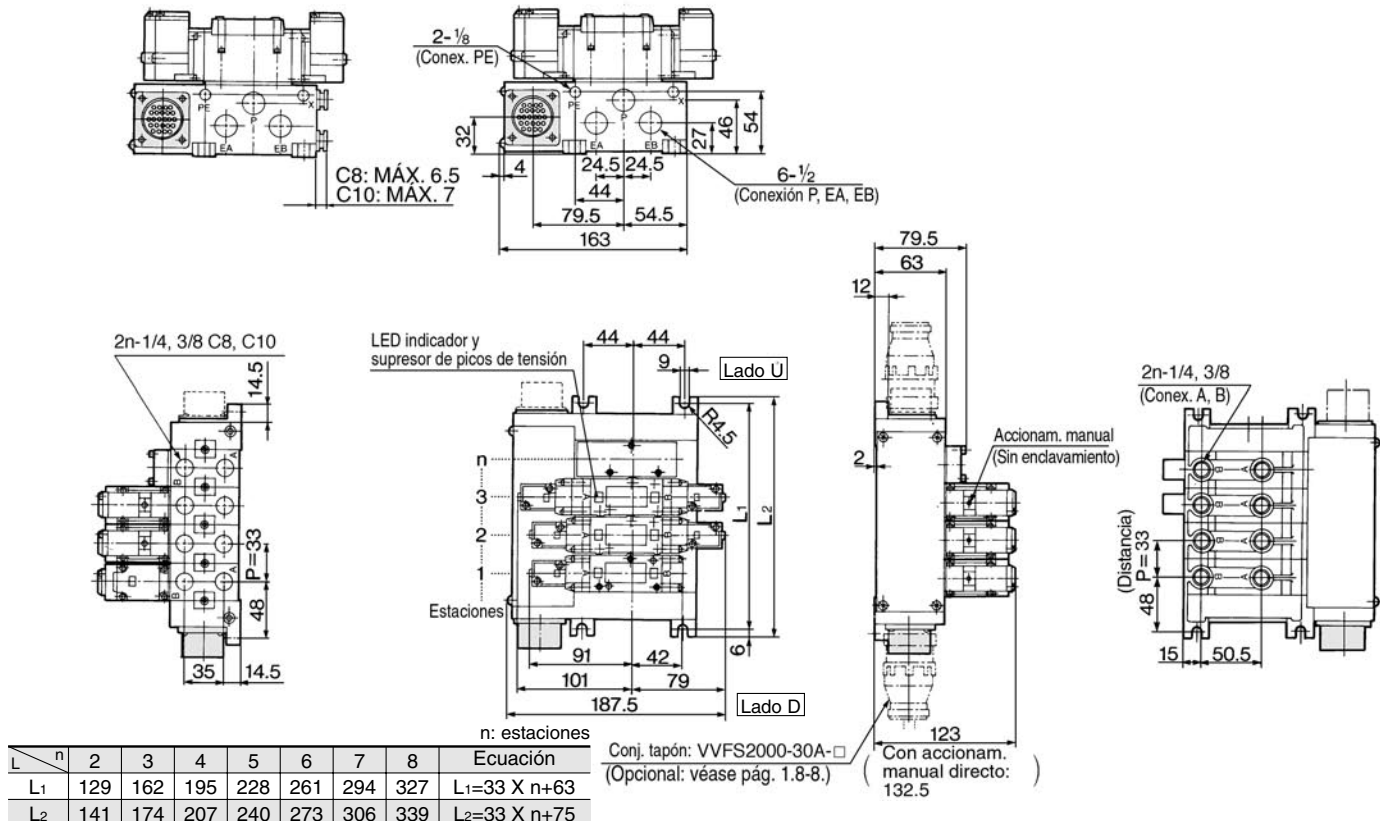 2-1/8
(Conex. PE)
PE
P
X
EA
EB
C8: MÁX. 6.5
C10: MÁX. 7
PE
P
X
EA
EB
32
4
24.5
24.5
44
79.5
54.5
163
27
46
54
6-1/2
(Conexión P, EA, EB)
2n-1/4, 3/8 C8, C10
14.5
A
B
A
B
P=33
48
35
14.5
LED indicador y
supresor de picos de tensión
44
44
9
Lado U
R4.5
n
3
2
1
Estaciones
A
B
A
B
A
B
L1
L2
6
91
42
101
79
187.5
Lado D
79.5
63
12
2
Accionam. manual
(Sin enclavamiento)
123
(Con accionam.
manual directo:
132.5)
Conj. tapón: VVFS2000-30A-□
(Opcional: véase pág. 1.8-8.)
2n-1/4, 3/8
(Conex. A, B)
B
A
B
A
B
A
B
A
(Distancia)
P=33
48
15
50.5
n: estaciones
L n 2 3 4 5 6 7 8 Ecuación
L1 129 162 195 228 261 294 327 L1=33 X n+63
L2 141 174 207 240 273 306 339 L2=33 X n+75